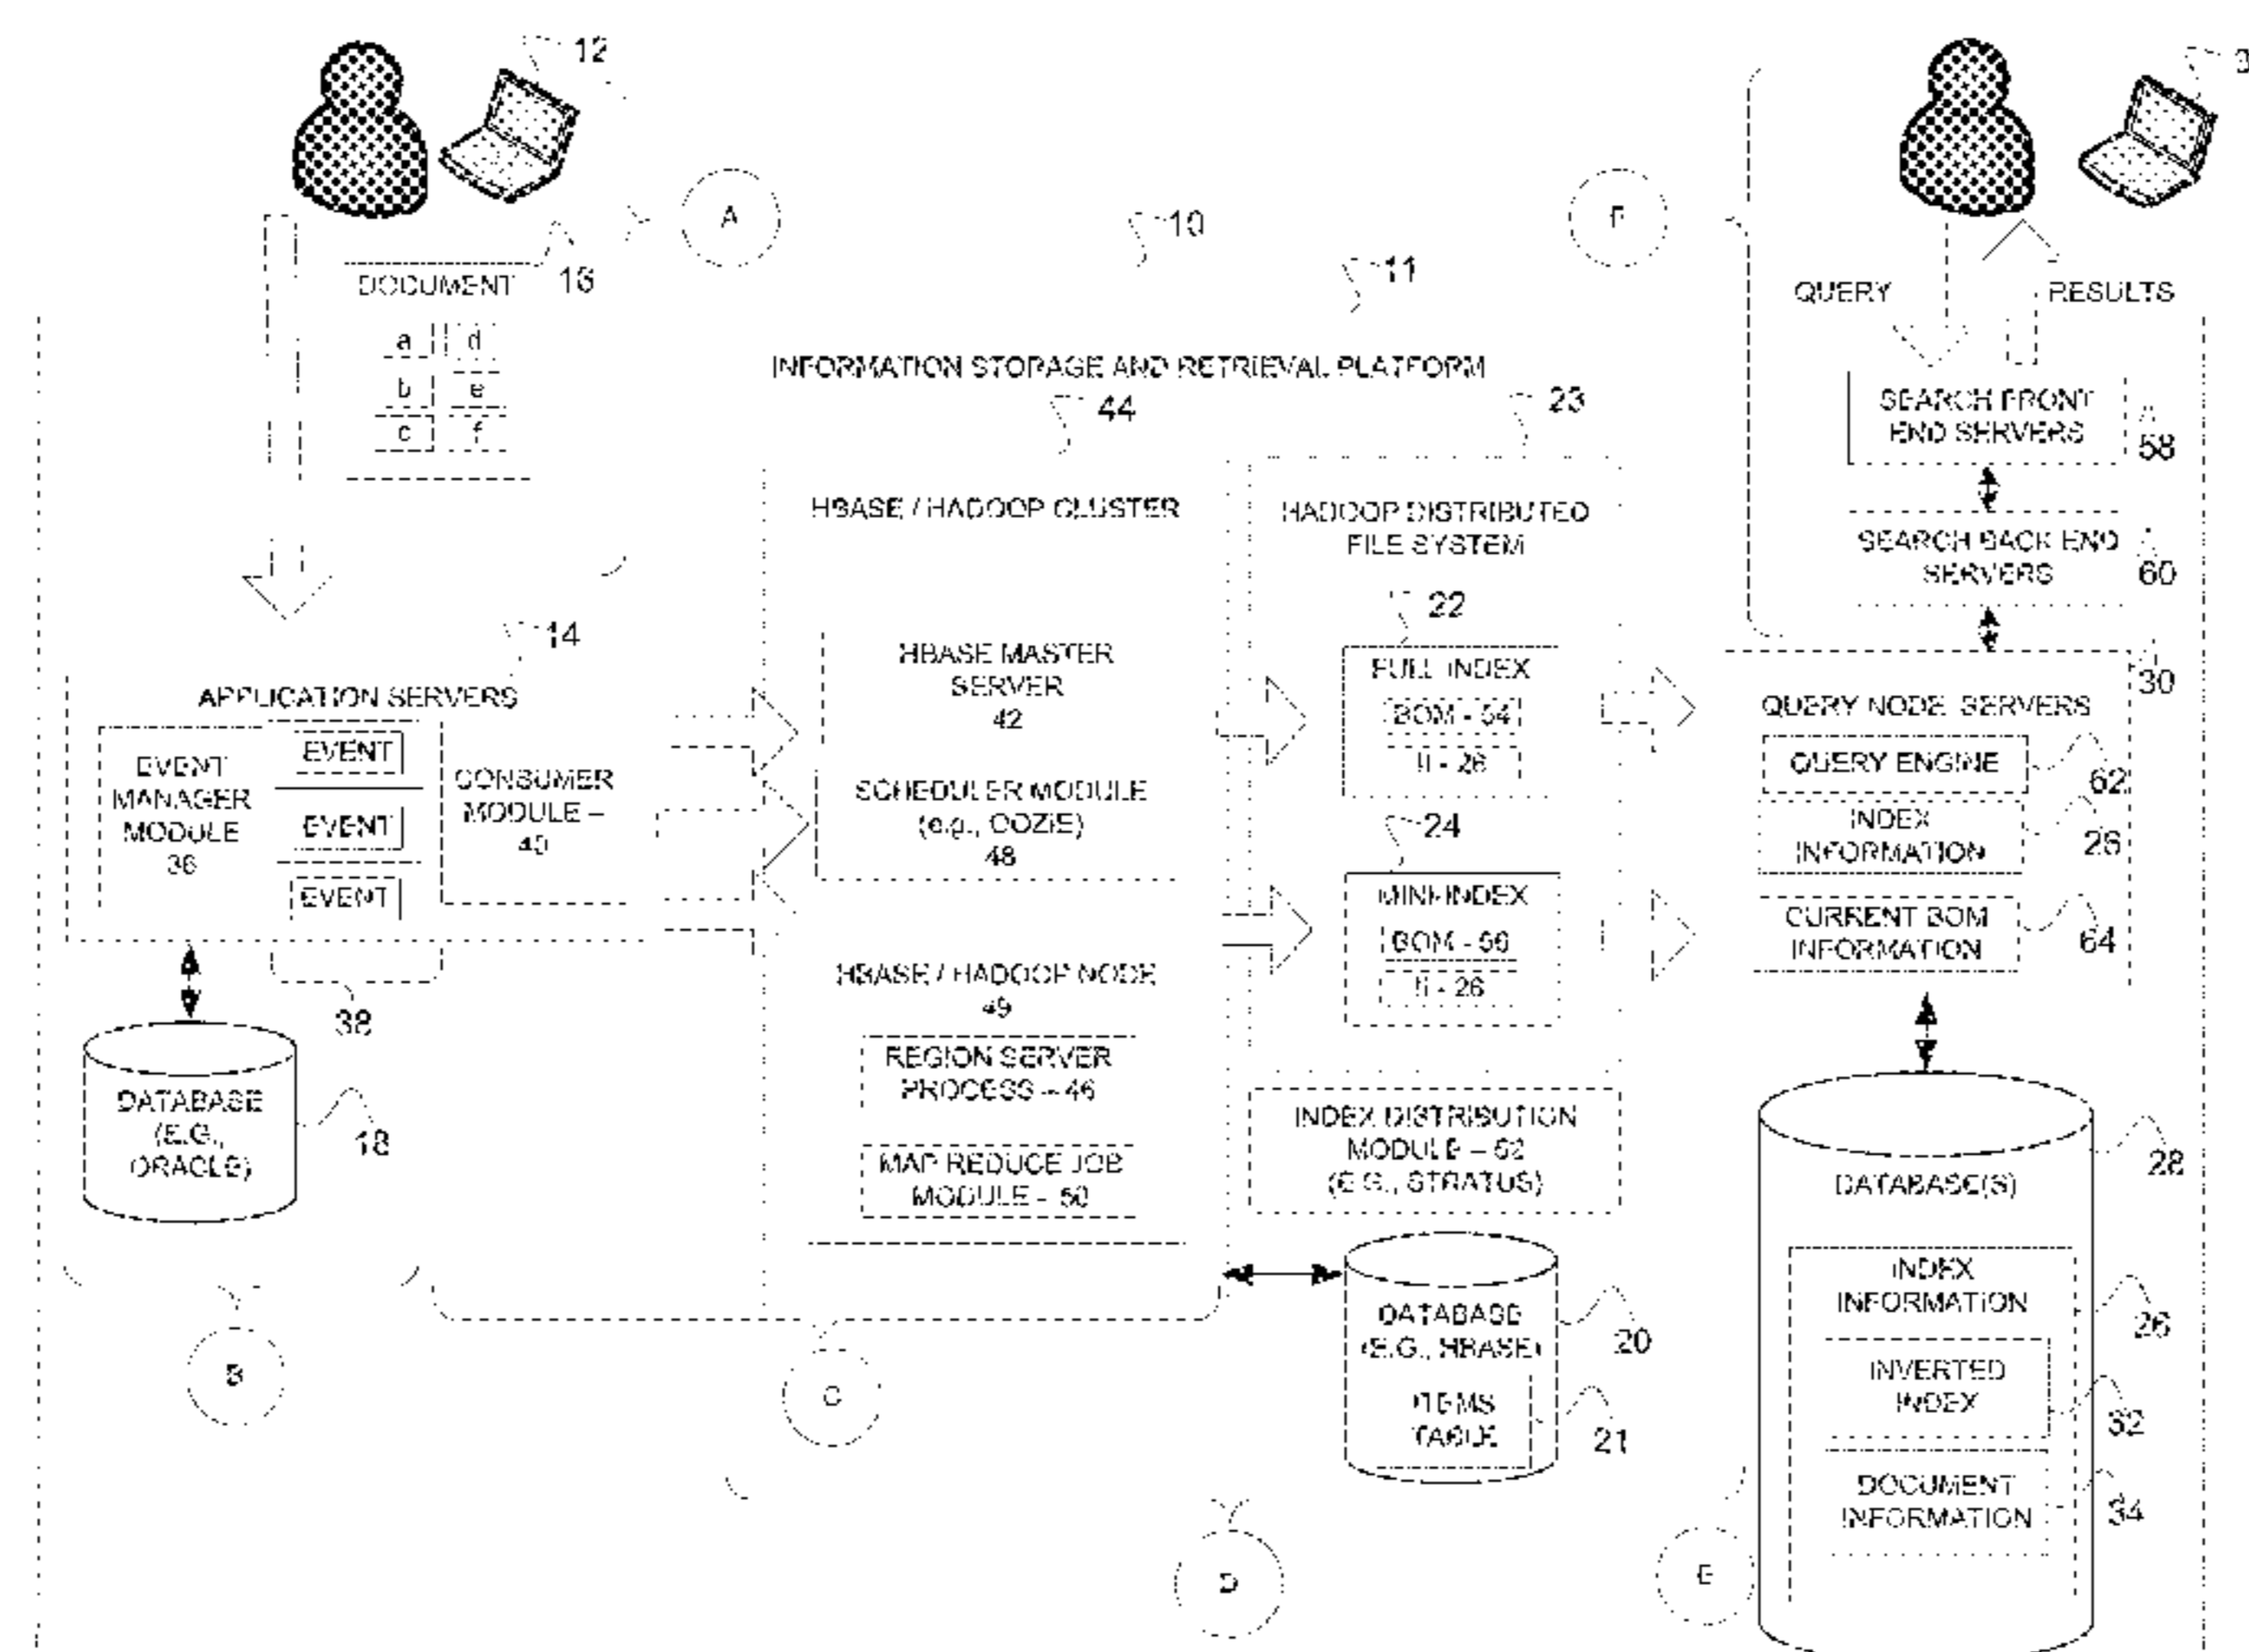 12
A
10
F
DOCUMENT
16
11
QUERY
RESULTS
a
d
b
e
c
f
INFORMATION STORAGE AND RETRIEVAL PLATFORM
44
23
SEARCH FRONT
END SERVERS
58
HBASE / HADOOP CLUSTER
HADOOP DISTRIBUTED
FILE SYSTEM
SEARCH BACK END
SERVERS
60
22
14
HBASE MASTER
SERVER
42
FULL INDEX
BOM - 54
II - 26
30
APPLICATION SERVERS
QUERY NODE SERVERS
EVENT
MANAGER
MODULE
36
EVENT
EVENT
EVENT
CONSUMER
MODULE –
40
SCHEDULER MODULE
(e.g., OOZIE)
48
QUERY ENGINE
62
INDEX
INFORMATION
26
24
MINI-INDEX
BOM - 56
II - 26
CURRENT BOM
INFORMATION
64
38
HBASE / HADOOP NODE
49
REGION SERVER
PROCESS – 46
MAP REDUCE JOB
MODULE - 50
DATABASE
(E.G.,
ORACLE)
18
INDEX DISTRIBUTION
MODULE – 52
(E.G., STRATUS)
28
DATABASE(S)
DATABASE
(E.G., HBASE)
20
ITEMS
TABLE
21
INDEX
INFORMATION
26
INVERTED
INDEX
32
DOCUMENT
INFORMATION
34
B
C
D
E